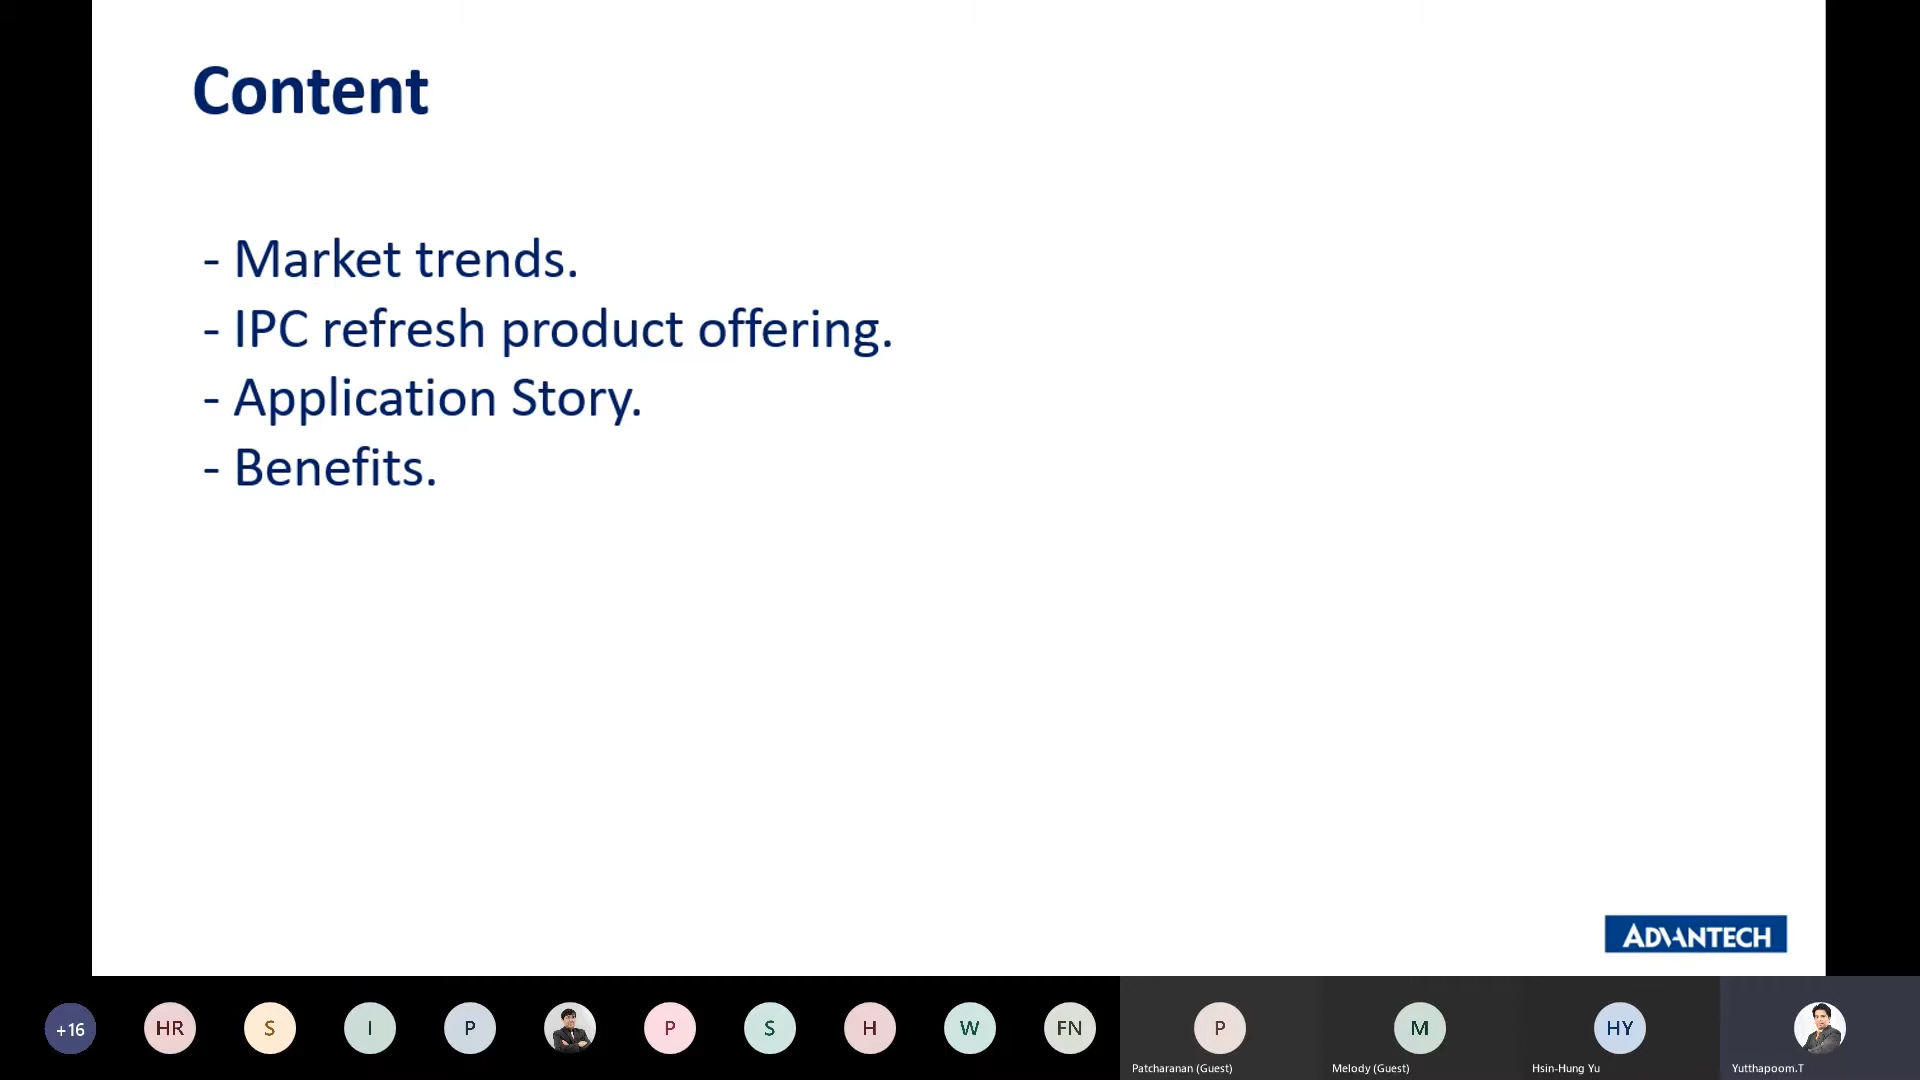 Content
- Market trends.
- IPC refresh product offering.
- Application Story.
- Benefits.
ADVANTECH
+16
HR
S
I
P
P
S
H
W
FN
P
M
HY
Patcharanan (Guest)
Melody (Guest)
Hsin-Hung Yu
Yutthapoom.T